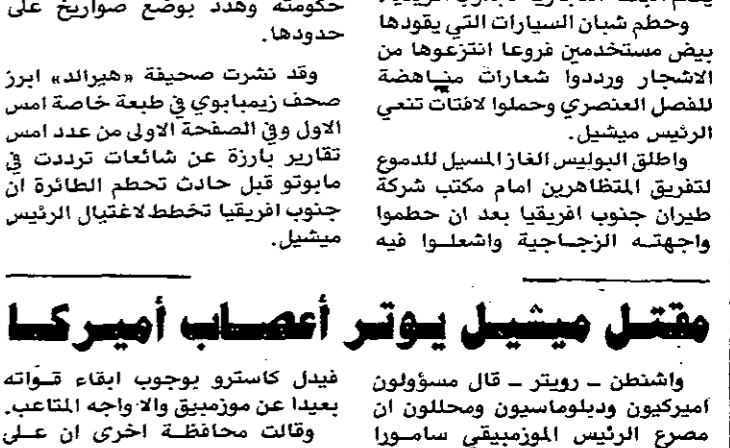 وحطم شبان السيارات التي يقودها
بيض مستخدمين فروعا انتزعوها من
الاشجار ورددوا شعارات مناهضة
للفصل العنصري وحملوا لافتات تنعي
الرئيس ميشيل.
واطلق البوليس الغاز المسيل للدموع
لتفريق المتظاهرين امام مكتب شركة
طيران جنوب افريقيا بعد ان حطموا
واجهته الزجاجية واشعلوا فيه
حكومته وهدد بوضع صواريخ على
حدودها.
وقد نشرت صحيفة «هيرالد» ابرز
صحف زيمبابوي في طبعة خاصة امس
الاول وفي الصفحة الاولى من عدد امس
تقارير بارزة عن شائعات ترددت في
مابوتو قبل حادث تحطم الطائرة ان
جنوب افريقيا تخطط لاغتيال الرئيس
ميشيل.
مقتل ميشيل يوتر أعصاب أميركا
واشنطن – رويتر – قال مسؤولون
اميركيون ودبلوماسيون ومحللون ان
مصرع الرئيس الموزمبيقي سامورا
فيدل كاسترو بوجوب ابقاء قواته
بعيدا عن موزمبيق والا واجه المتاعب.
وقالت محافظة اخرى ان على